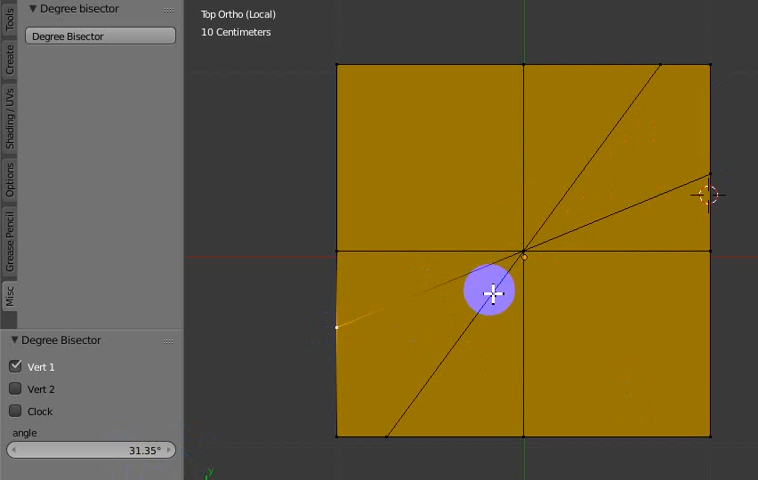 Tools
Create
Shading / UVs
Options
Grease Pencil
Misc
Degree bisector
Degree Bisector
Degree Bisector
Vert 1
Vert 2
Clock
angle
31.35°
Top Ortho (Local)
10 Centimeters
y